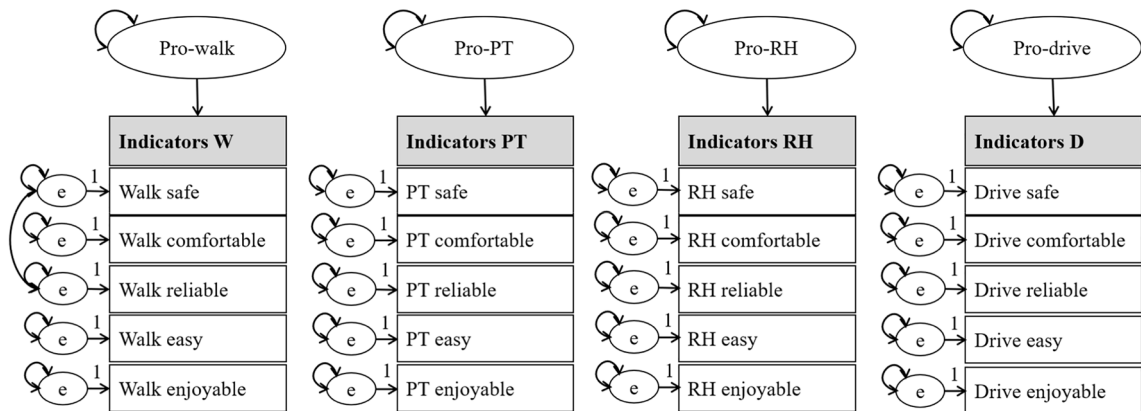 Pro-walk
Pro-PT
Pro-RH
Pro-drive
Indicators W
Indicators PT
Indicators RH
Indicators D
e 1 Walk safe
e 1 PT safe
e 1 RH safe
e 1 Drive safe
e 1 Walk comfortable
e 1 PT comfortable
e 1 RH comfortable
e 1 Drive comfortable
e 1 Walk reliable
e 1 PT reliable
e 1 RH reliable
e 1 Drive reliable
e 1 Walk easy
e 1 PT easy
e 1 RH easy
e 1 Drive easy
e 1 Walk enjoyable
e 1 PT enjoyable
e 1 RH enjoyable
e 1 Drive enjoyable